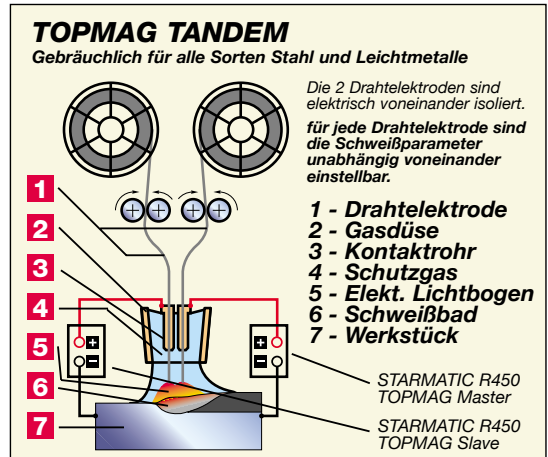 TOPMAG TANDEM
Gebräuchlich für alle Sorten Stahl und Leichtmetalle
Die 2 Drahtelektroden sind
elektrisch voneinander isoliert.
für jede Drahtelektrode sind
die Schweißparameter
unabhängig voneinander
einstellbar.
1 - Drahtelektrode
2 - Gasdüse
3 - Kontaktrohr
4 - Schutzgas
5 - Elekt. Lichtbogen
6 - Schweißbad
7 - Werkstück
1
2
3
4
5
6
7
+
-
+
-
STARMATIC R450
TOPMAG Master
STARMATIC R450
TOPMAG Slave